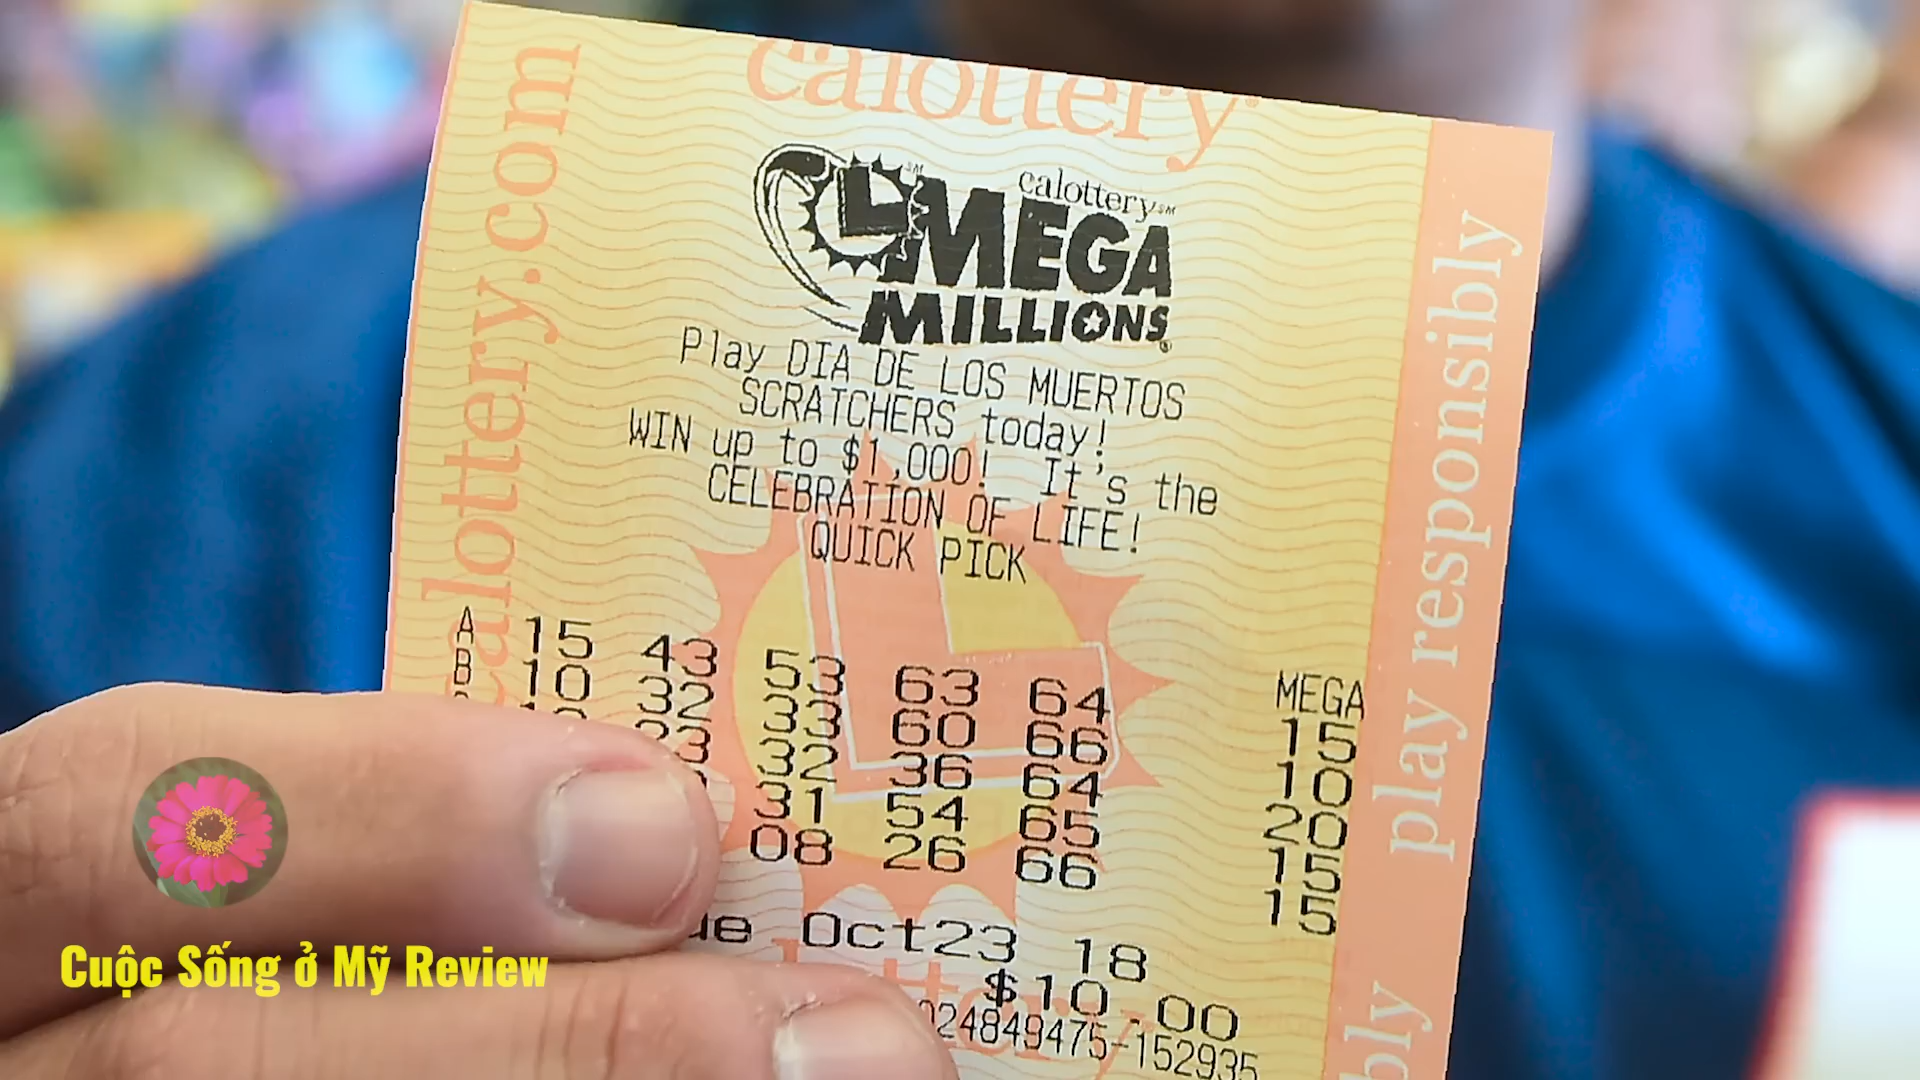 calottery
calottery.com
calottery℠
MEGA
MILLIONS®
Play DIA DE LOS MUERTOS
SCRATCHERS today!
WIN up to $1,000! It's the
CELEBRATION OF LIFE!
QUICK PICK
MEGA
A 15 43 53 63 64 15
B 10 32 33 60 66 10
32 36 64 20
31 54 65 15
08 26 66 15
Oct23 18
$10.00
024849475-152935
play responsibly
Cuộc Sống ở Mỹ Review